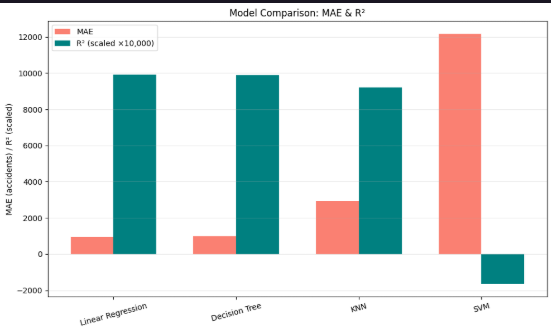 Model Comparison: MAE & R²
MAE
R² (scaled ×10,000)
MAE (accidents) / R² (scaled)
12000
10000
8000
6000
4000
2000
0
−2000
Linear Regression
Decision Tree
KNN
SVM